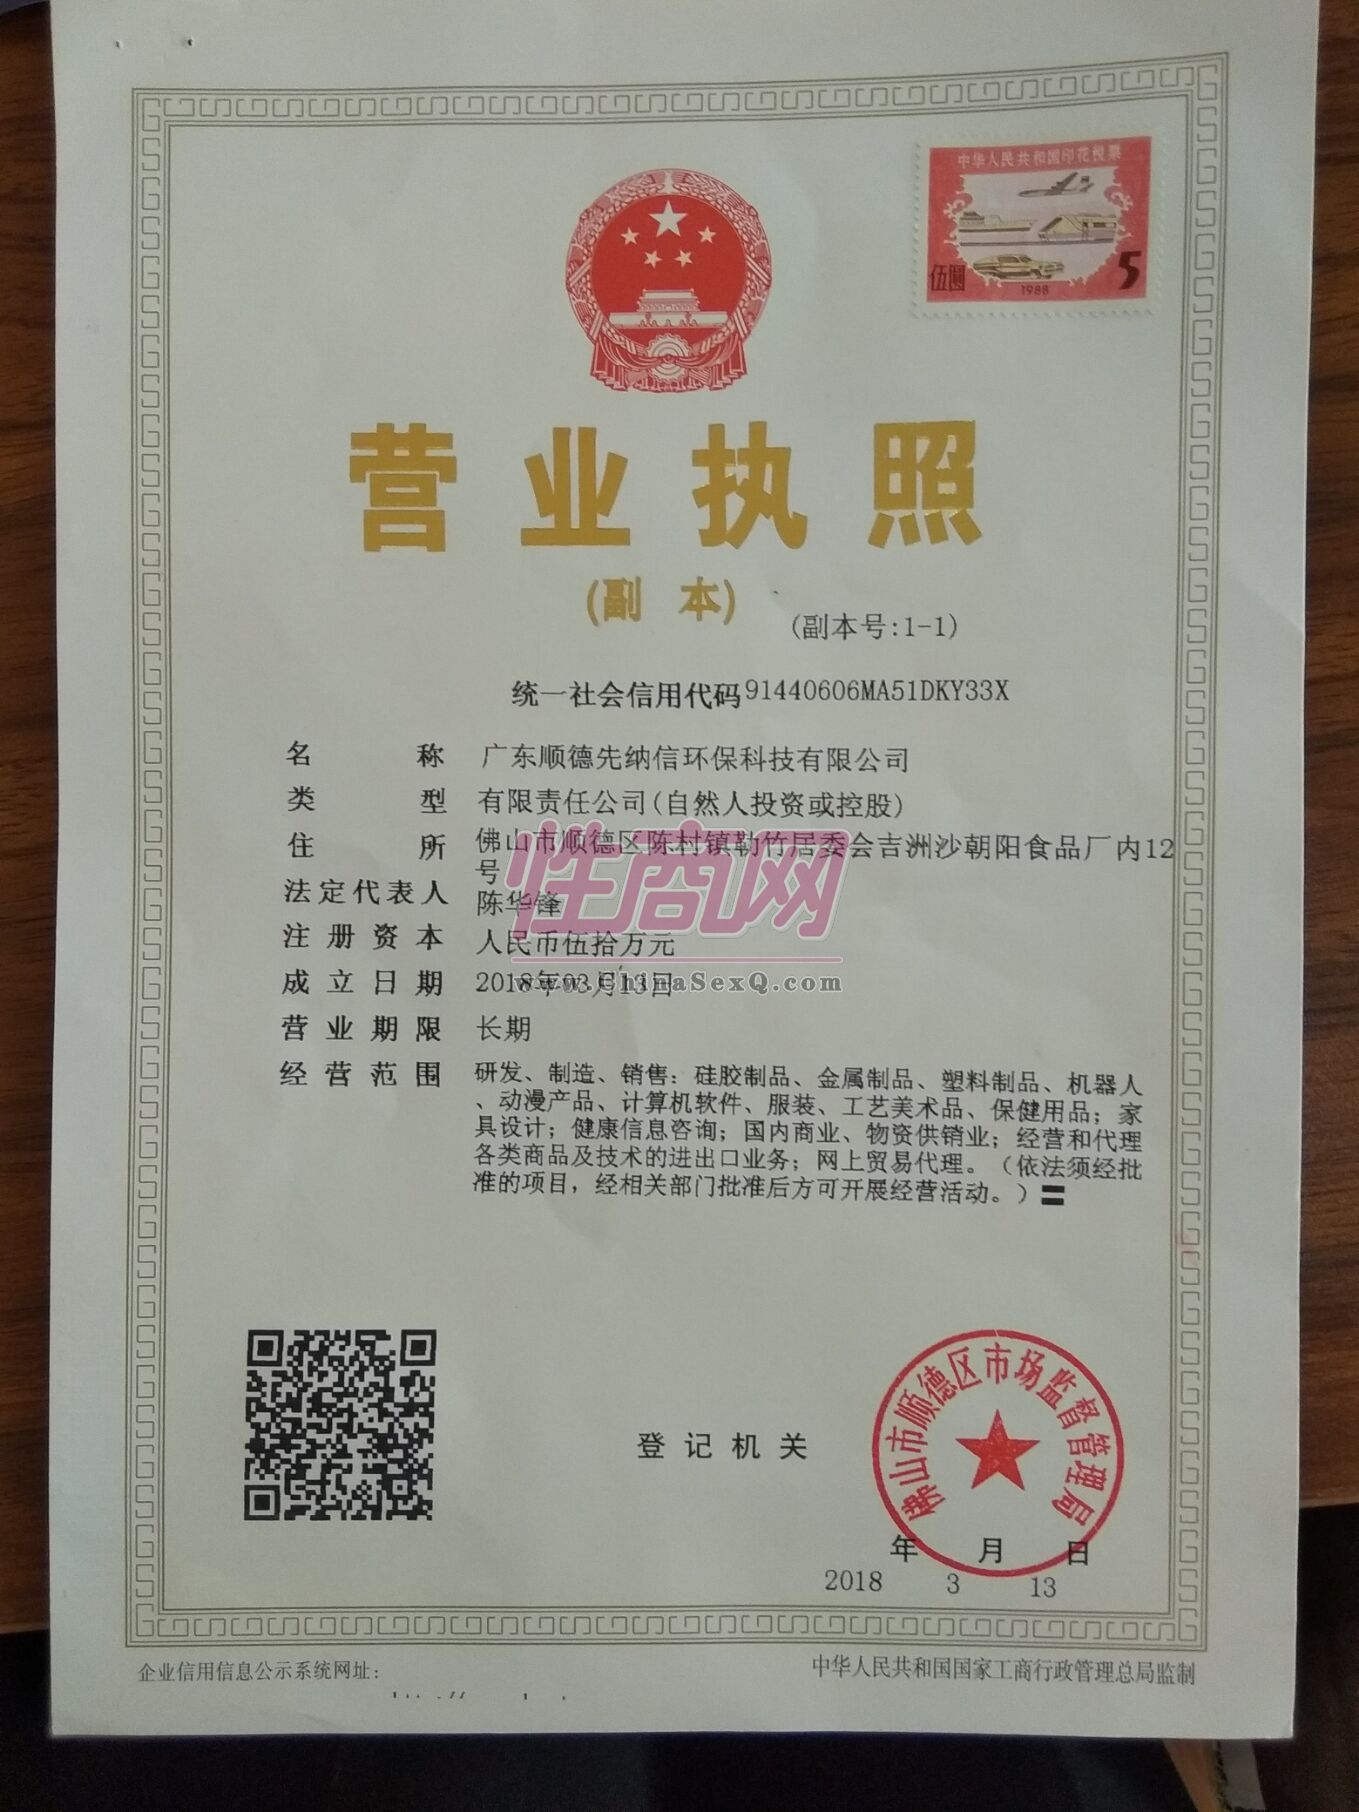 中华人民共和国印花税票
伍圆
1988
5
营业执照
(副 本)
(副本号:1-1)
统一社会信用代码91440606MA51DKY33X
名称 广东顺德先纳信环保科技有限公司
类型 有限责任公司(自然人投资或控股)
住所 佛山市顺德区陈村镇勒竹居委会吉洲沙朝阳食品厂内12
号
法定代表人 陈华锋
注册资本 人民币伍拾万元
成立日期 2018年03月13日
营业期限 长期
经营范围 研发、制造、销售：硅胶制品、金属制品、塑料制品、机器人
、动漫产品、计算机软件、服装、工艺美术品、保健用品；家
具设计；健康信息咨询；国内商业、物资供销业；经营和代理
各类商品及技术的进出口业务；网上贸易代理。（依法须经批
准的项目，经相关部门批准后方可开展经营活动。）〓
性商网
www.ChinaSexQ.com
登记机关
佛山市顺德区市场监督管理局
年 月 日
2018 3 13
企业信用信息公示系统网址：
中华人民共和国国家工商行政管理总局监制